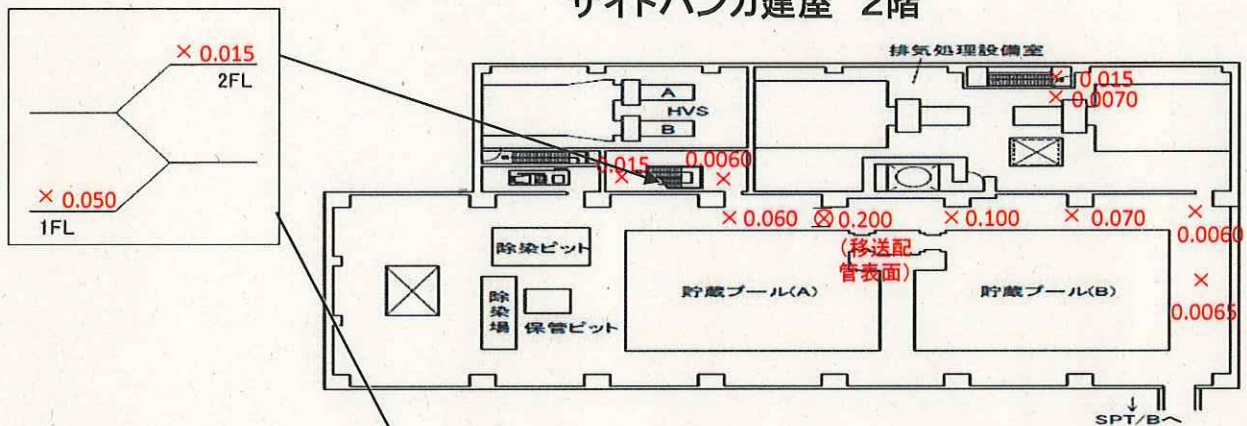 サイトバンカ建屋 2階
× 0.015
2FL
× 0.050
1FL
排気処理設備室
A
HVS
B
× 0.015
× 0.0070
0.015
×
0.0060
×
× 0.060
⊗ 0.200
(移送配
管表面)
× 0.100
× 0.070
×
0.0060
×
0.0065
除染ピット
除染場
保管ピット
貯蔵プール(A)
貯蔵プール(B)
↓
SPT/Bへ